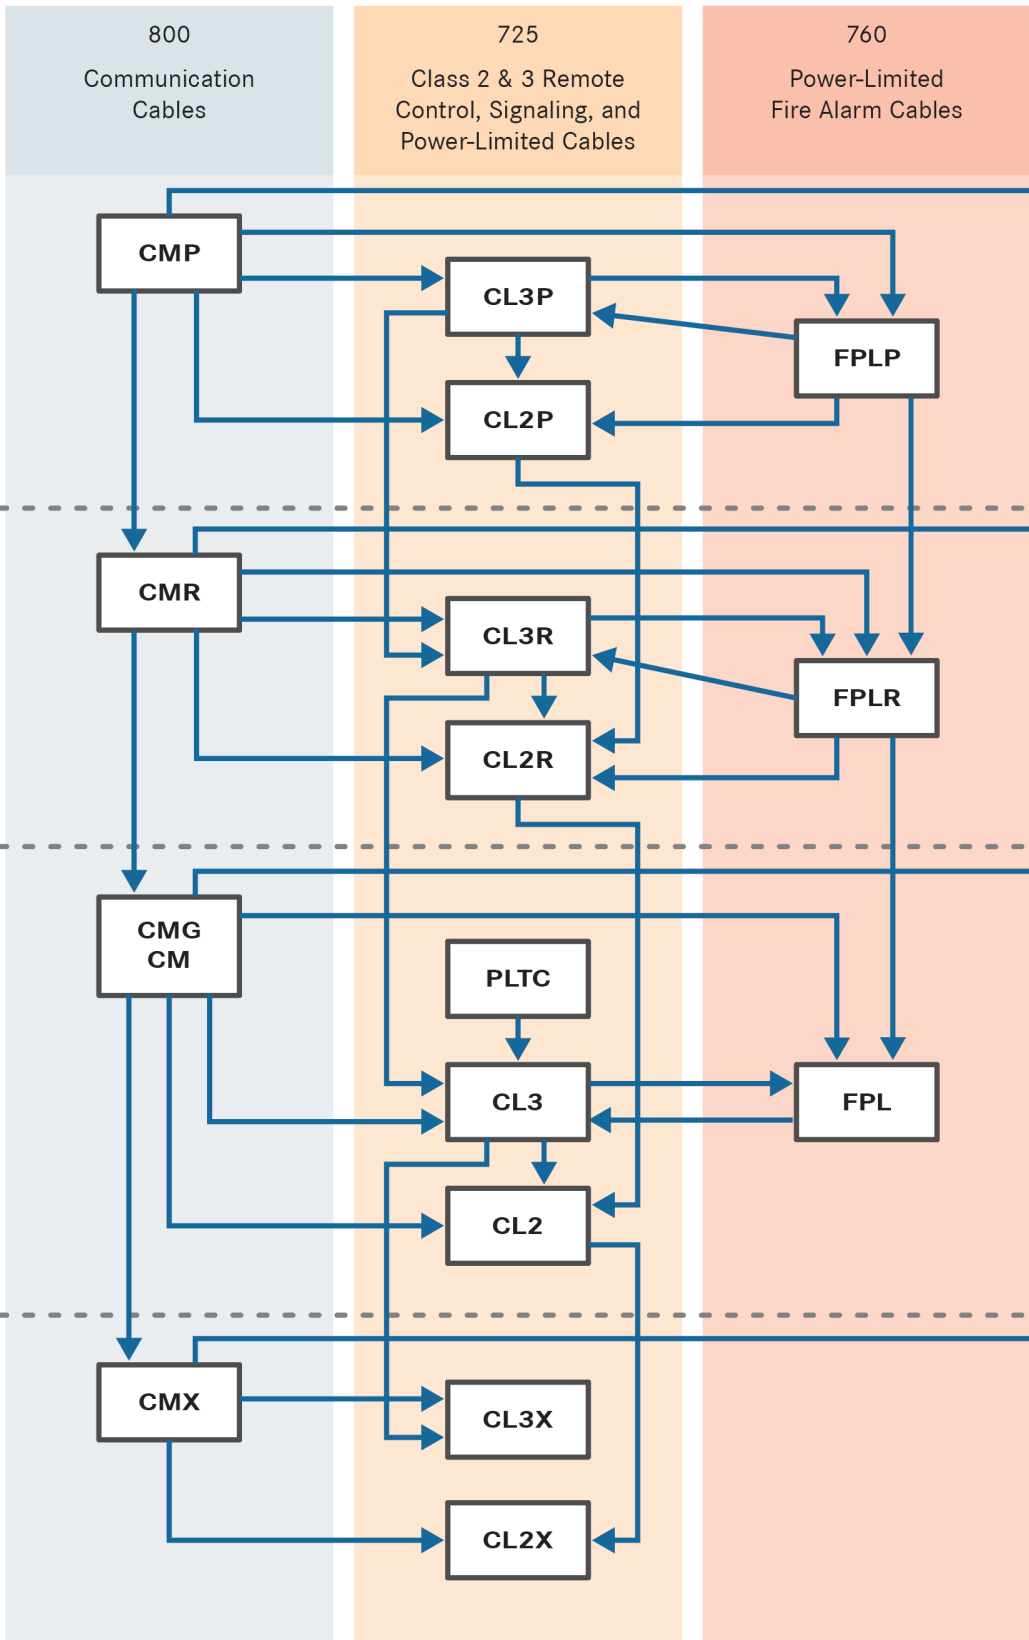 800
Communication
Cables
725
Class 2 & 3 Remote
Control, Signaling, and
Power-Limited Cables
760
Power-Limited
Fire Alarm Cables
CMP
CL3P
FPLP
CL2P
CMR
CL3R
FPLR
CL2R
CMG
CM
PLTC
CL3
FPL
CL2
CMX
CL3X
CL2X